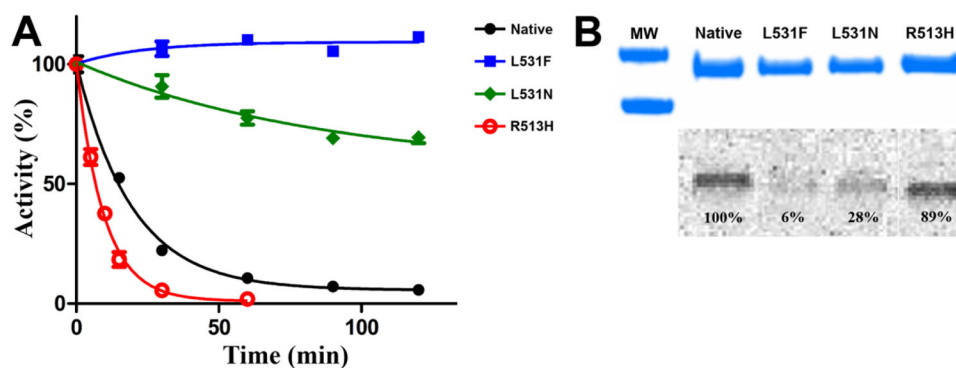 A
Activity (%)
100
50
0
0
50
100
Time (min)
Native
L531F
L531N
R513H
B
MW Native L531F L531N R513H
100% 6% 28% 89%